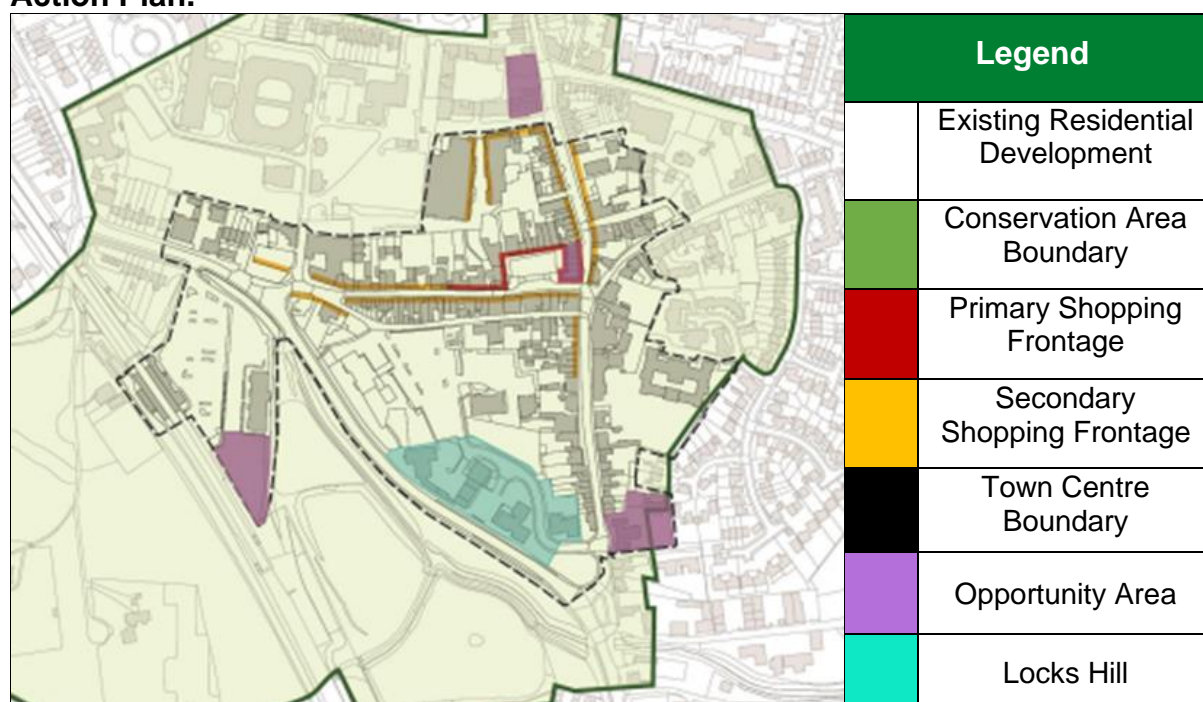 Action Plan.
Legend
Existing Residential
Development
Conservation Area
Boundary
Primary Shopping
Frontage
Secondary
Shopping Frontage
Town Centre
Boundary
Opportunity Area
Locks Hill